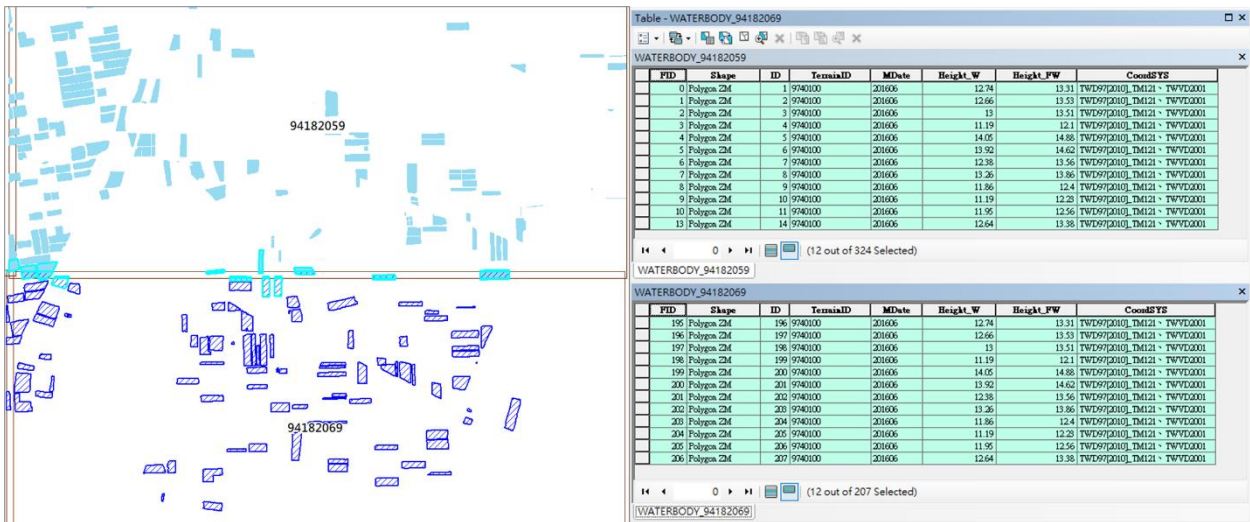 94182059
94182069
Table - WATERBODY_94182069
WATERBODY_94182059
FID Shape ID TerrainID MDate Height_W Height_FW CoordSYS
0 Polygon ZM 1 9740100 201606 12.74 13.31 TWD97[2010]_TM121、TWVD2001
1 Polygon ZM 2 9740100 201606 12.66 13.53 TWD97[2010]_TM121、TWVD2001
2 Polygon ZM 3 9740100 201606 13 13.51 TWD97[2010]_TM121、TWVD2001
3 Polygon ZM 4 9740100 201606 11.19 12.1 TWD97[2010]_TM121、TWVD2001
4 Polygon ZM 5 9740100 201606 14.05 14.88 TWD97[2010]_TM121、TWVD2001
5 Polygon ZM 6 9740100 201606 13.92 14.62 TWD97[2010]_TM121、TWVD2001
6 Polygon ZM 7 9740100 201606 12.38 13.56 TWD97[2010]_TM121、TWVD2001
7 Polygon ZM 8 9740100 201606 13.26 13.86 TWD97[2010]_TM121、TWVD2001
8 Polygon ZM 9 9740100 201606 11.86 12.4 TWD97[2010]_TM121、TWVD2001
9 Polygon ZM 10 9740100 201606 11.19 12.23 TWD97[2010]_TM121、TWVD2001
10 Polygon ZM 11 9740100 201606 11.95 12.56 TWD97[2010]_TM121、TWVD2001
13 Polygon ZM 14 9740100 201606 12.64 13.38 TWD97[2010]_TM121、TWVD2001
0 (12 out of 324 Selected)
WATERBODY_94182059
WATERBODY_94182069
FID Shape ID TerrainID MDate Height_W Height_FW CoordSYS
195 Polygon ZM 196 9740100 201606 12.74 13.31 TWD97[2010]_TM121、TWVD2001
196 Polygon ZM 197 9740100 201606 12.66 13.53 TWD97[2010]_TM121、TWVD2001
197 Polygon ZM 198 9740100 201606 13 13.51 TWD97[2010]_TM121、TWVD2001
198 Polygon ZM 199 9740100 201606 11.19 12.1 TWD97[2010]_TM121、TWVD2001
199 Polygon ZM 200 9740100 201606 14.05 14.88 TWD97[2010]_TM121、TWVD2001
200 Polygon ZM 201 9740100 201606 13.92 14.62 TWD97[2010]_TM121、TWVD2001
201 Polygon ZM 202 9740100 201606 12.38 13.56 TWD97[2010]_TM121、TWVD2001
202 Polygon ZM 203 9740100 201606 13.26 13.86 TWD97[2010]_TM121、TWVD2001
203 Polygon ZM 204 9740100 201606 11.86 12.4 TWD97[2010]_TM121、TWVD2001
204 Polygon ZM 205 9740100 201606 11.19 12.23 TWD97[2010]_TM121、TWVD2001
205 Polygon ZM 206 9740100 201606 11.95 12.56 TWD97[2010]_TM121、TWVD2001
206 Polygon ZM 207 9740100 201606 12.64 13.38 TWD97[2010]_TM121、TWVD2001
0 (12 out of 207 Selected)
WATERBODY_94182069